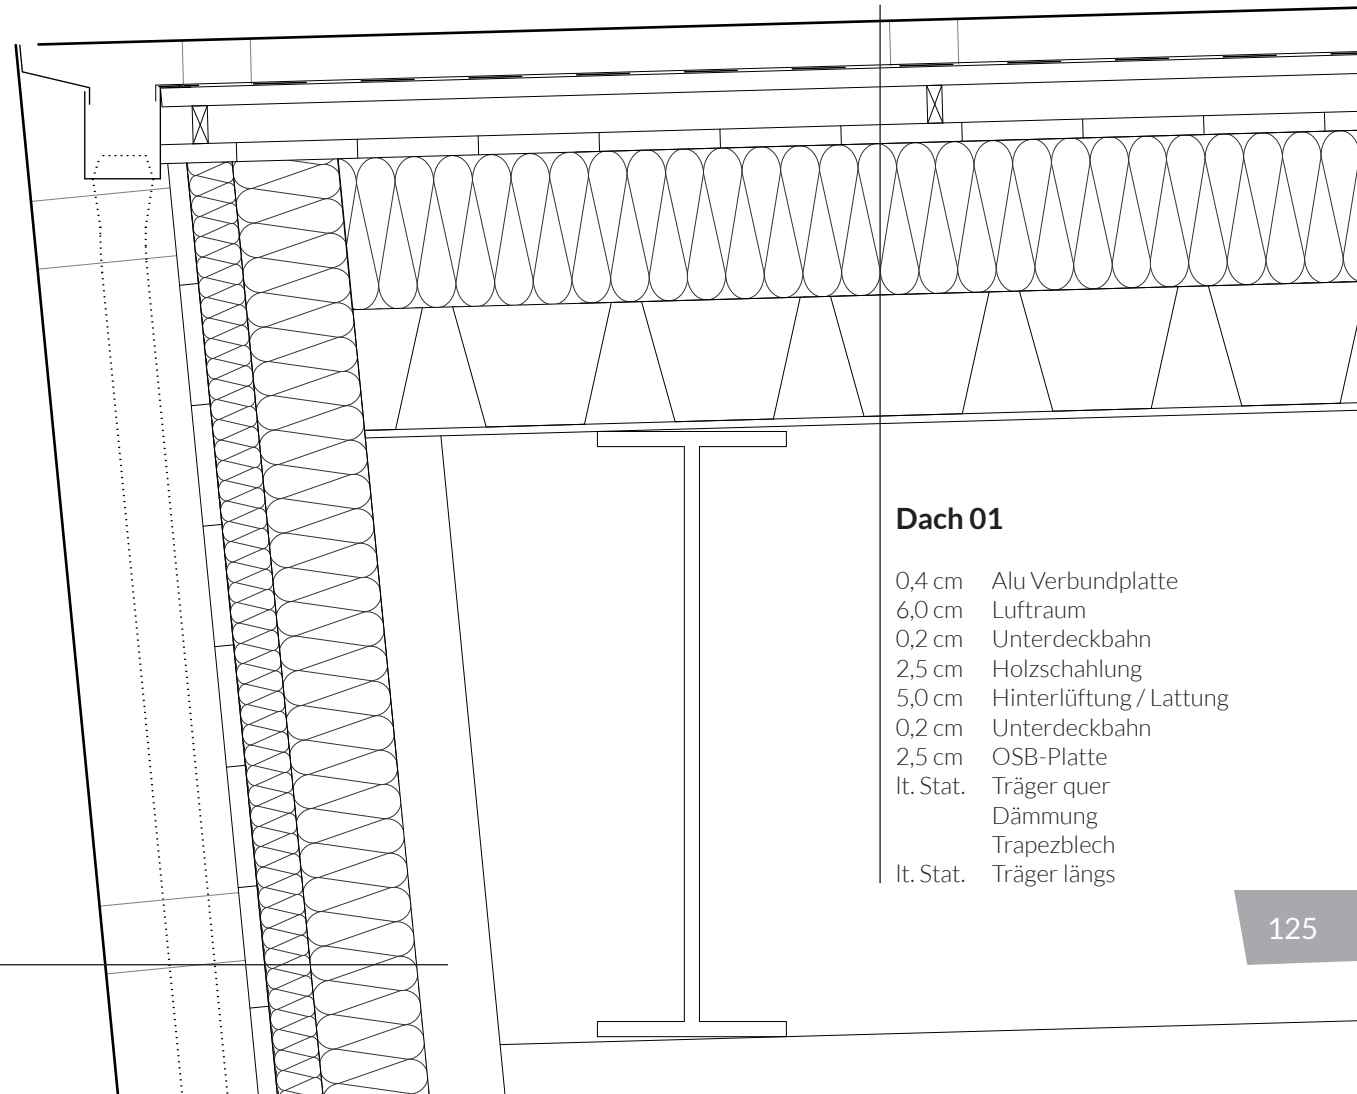 Dach 01
0,4 cm Alu Verbundplatte
6,0 cm Luftraum
0,2 cm Unterdeckbahn
2,5 cm Holzschahlung
5,0 cm Hinterlüftung / Lattung
0,2 cm Unterdeckbahn
2,5 cm OSB-Platte
lt. Stat. Träger quer
Dämmung
Trapezblech
lt. Stat. Träger längs
125